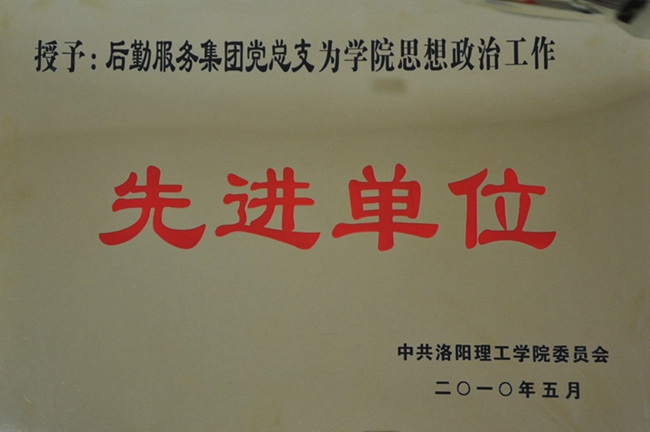 授予：后勤服务集团党总支为学院思想政治工作
先进单位
中共洛阳理工学院委员会
二〇一〇年五月